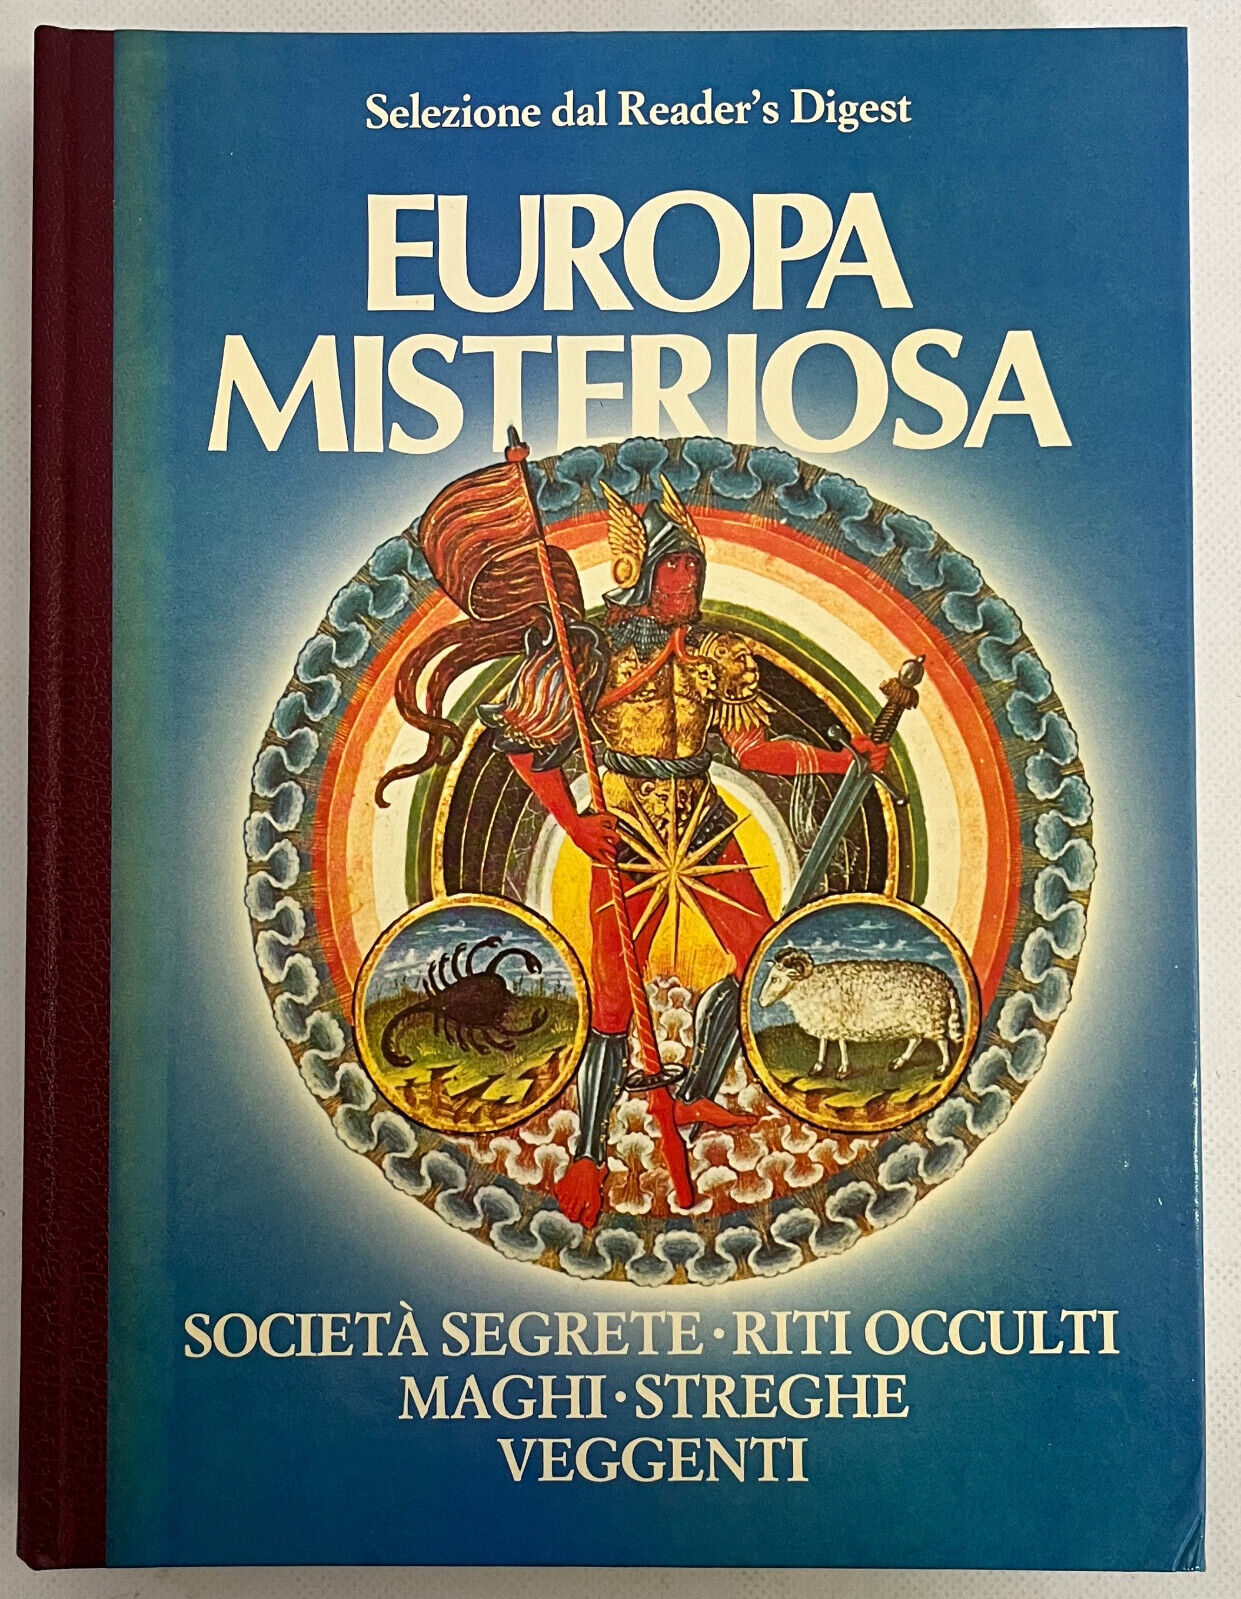 Selezione dal Reader's Digest
EUROPA
MISTERIOSA
SOCIETÀ SEGRETE · RITI OCCULTI
MAGHI · STREGHE
VEGGENTI